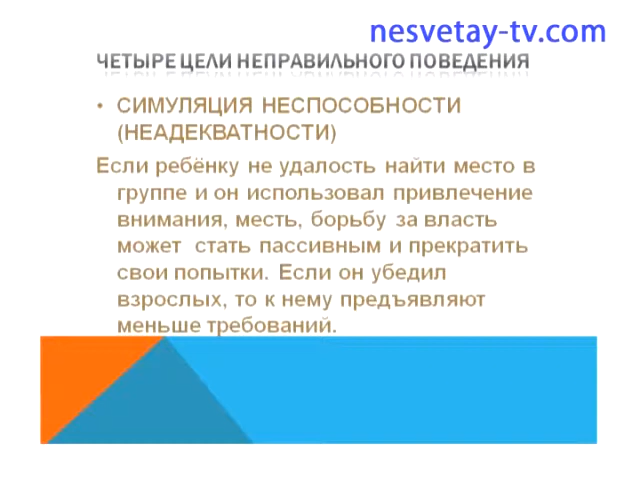 nesvetay-tv.com
ЧЕТЫРЕ ЦЕЛИ НЕПРАВИЛЬНОГО ПОВЕДЕНИЯ
• СИМУЛЯЦИЯ НЕСПОСОБНОСТИ
(НЕАДЕКВАТНОСТИ)
Если ребёнку не удалость найти место в
группе и он использовал привлечение
внимания, месть, борьбу за власть
может стать пассивным и прекратить
свои попытки. Если он убедил
взрослых, то к нему предъявляют
меньше требований.